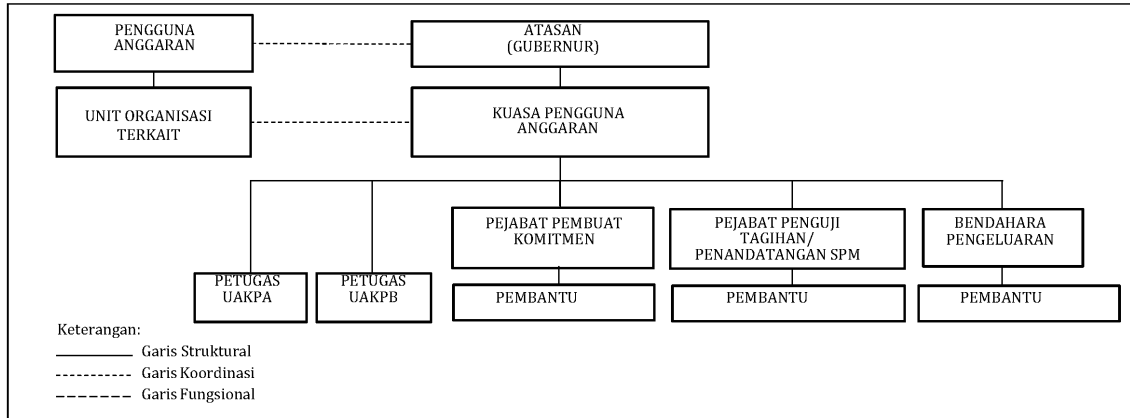 PENGGUNA
ANGGARAN
ATASAN
(GUBERNUR)
UNIT ORGANISASI
TERKAIT
KUASA PENGGUNA
ANGGARAN
PEJABAT PEMBUAT
KOMITMEN
PEJABAT PENGUJI
TAGIHAN/
PENANDATANGAN SPM
BENDAHARA
PENGELUARAN
PETUGAS
UAKPA
PETUGAS
UAKPB
PEMBANTU
PEMBANTU
PEMBANTU
Keterangan:
Garis Struktural
Garis Koordinasi
Garis Fungsional